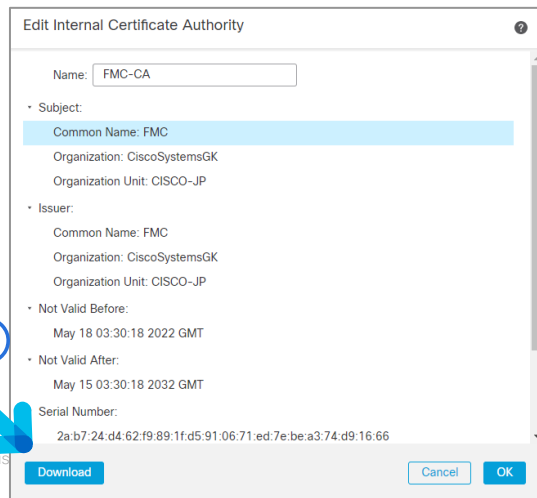 Edit Internal Certificate Authority
?
Name: FMC-CA
Subject:
Common Name: FMC
Organization: CiscoSystemsGK
Organization Unit: CISCO-JP
Issuer:
Common Name: FMC
Organization: CiscoSystemsGK
Organization Unit: CISCO-JP
Not Valid Before:
May 18 03:30:18 2022 GMT
Not Valid After:
May 15 03:30:18 2032 GMT
Serial Number:
2a:b7:24:d4:62:f9:89:1f:d5:91:06:71:ed:7e:be:a3:74:d9:16:66
Download
Cancel
OK